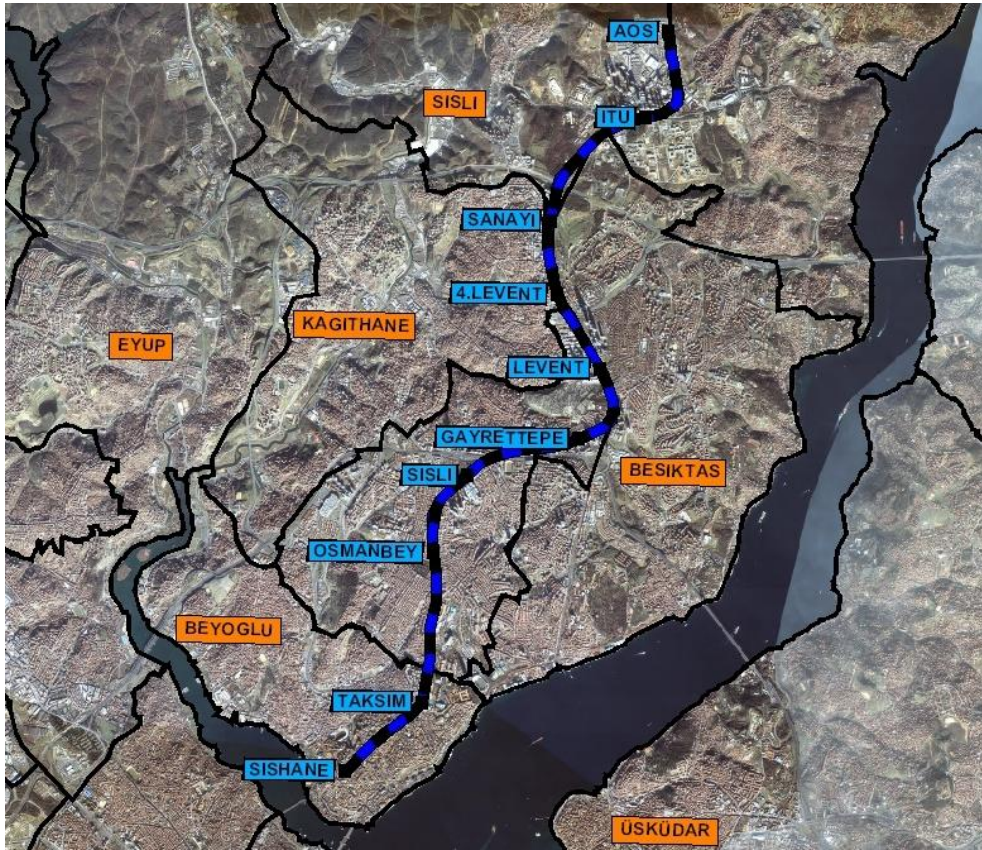 AOS
SISLI
ITU
SANAYI
4.LEVENT
KAGITHANE
EYUP
LEVENT
GAYRETTEPE
BESIKTAS
SISLI
OSMANBEY
BEYOGLU
TAKSIM
SISHANE
ÜSKÜDAR